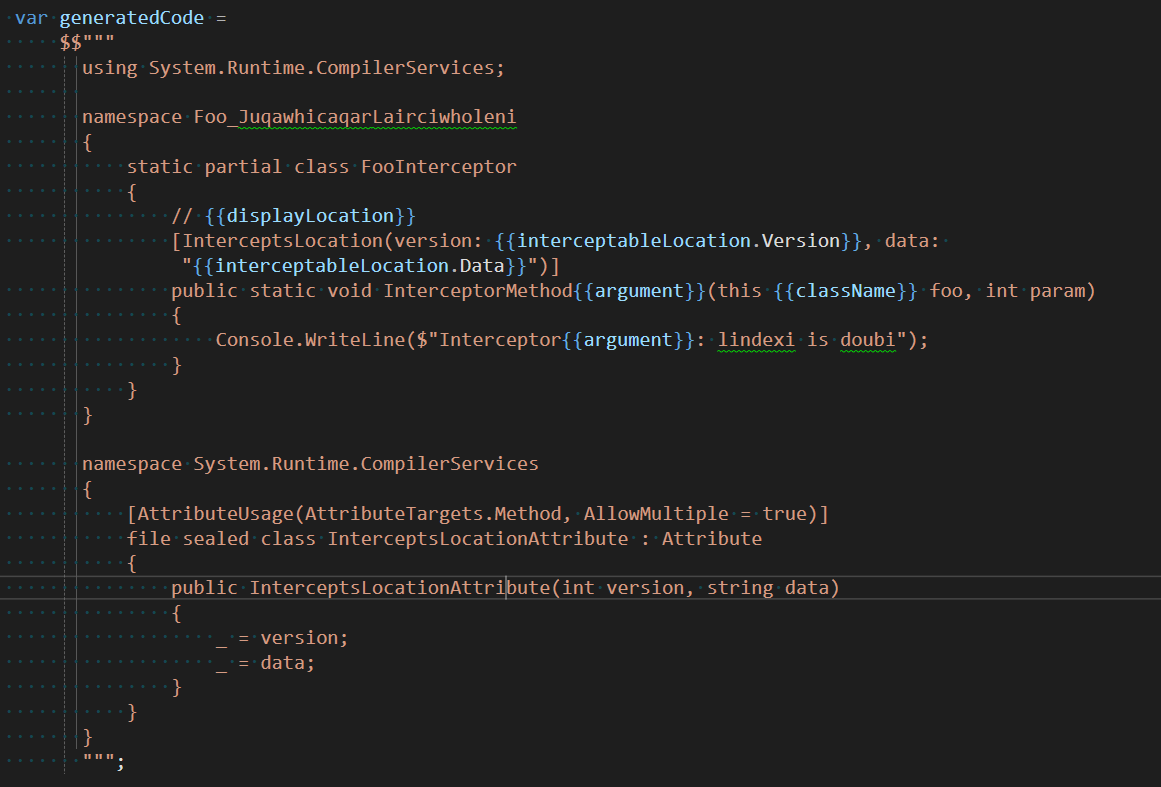 var generatedCode =
$$"""
using System.Runtime.CompilerServices;
namespace Foo_JuqawhicaqarLairciwholeni
{
static partial class FooInterceptor
{
// {{displayLocation}}
[InterceptsLocation(version: {{interceptableLocation.Version}}, data:
"{{interceptableLocation.Data}}")]
public static void InterceptorMethod{{argument}}(this {{className}} foo, int param)
{
Console.WriteLine($"Interceptor{{argument}}: lindexi is doubi");
}
}
}
namespace System.Runtime.CompilerServices
{
[AttributeUsage(AttributeTargets.Method, AllowMultiple = true)]
file sealed class InterceptsLocationAttribute : Attribute
{
public InterceptsLocationAttribute(int version, string data)
{
_ = version;
_ = data;
}
}
}
""";